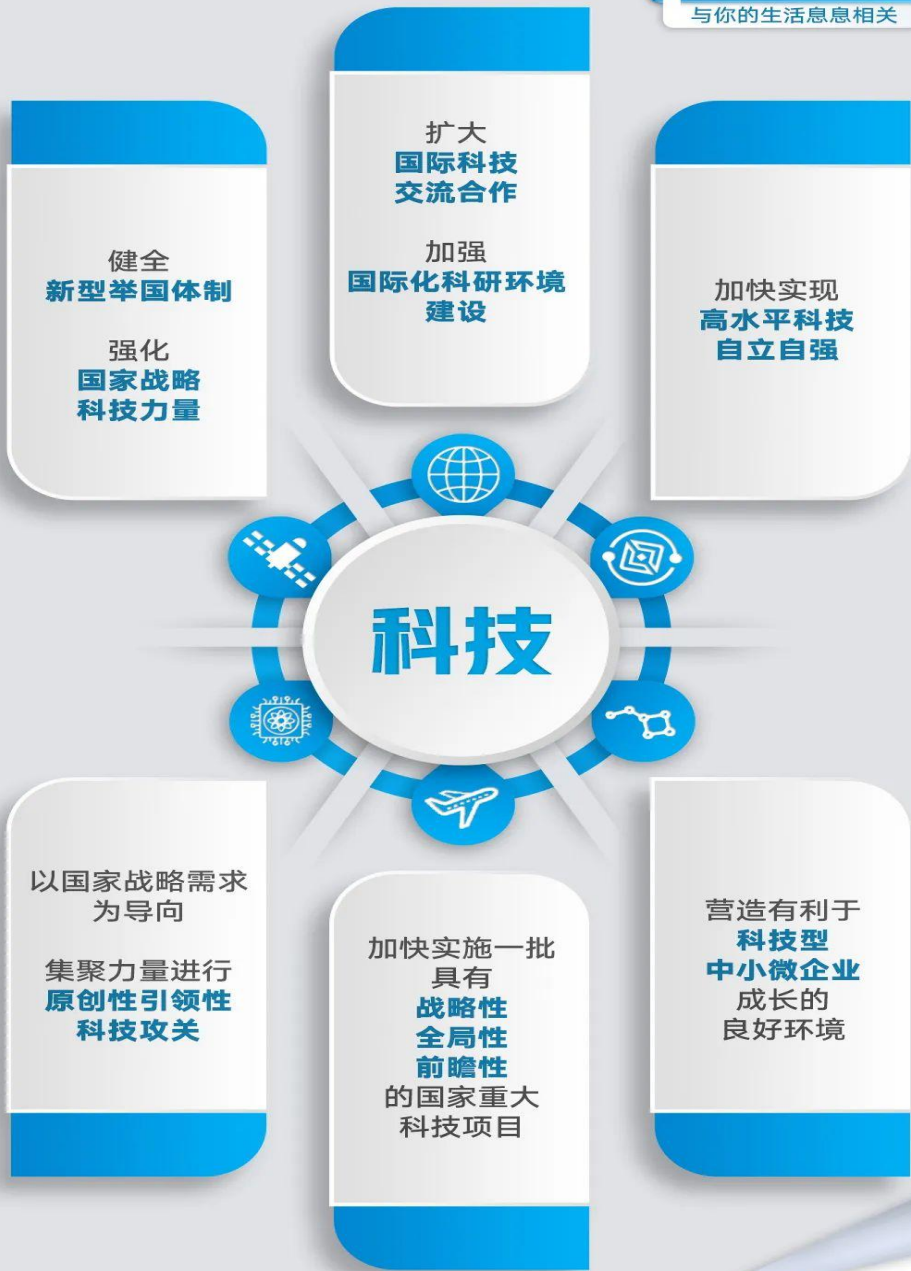 与你的生活息息相关
健全
新型举国体制
强化
国家战略
科技力量
扩大
国际科技
交流合作
加强
国际化科研环境
建设
加快实现
高水平科技
自立自强
科技
以国家战略需求
为导向
集聚力量进行
原创性引领性
科技攻关
加快实施一批
具有
战略性
全局性
前瞻性
的国家重大
科技项目
营造有利于
科技型
中小微企业
成长的
良好环境